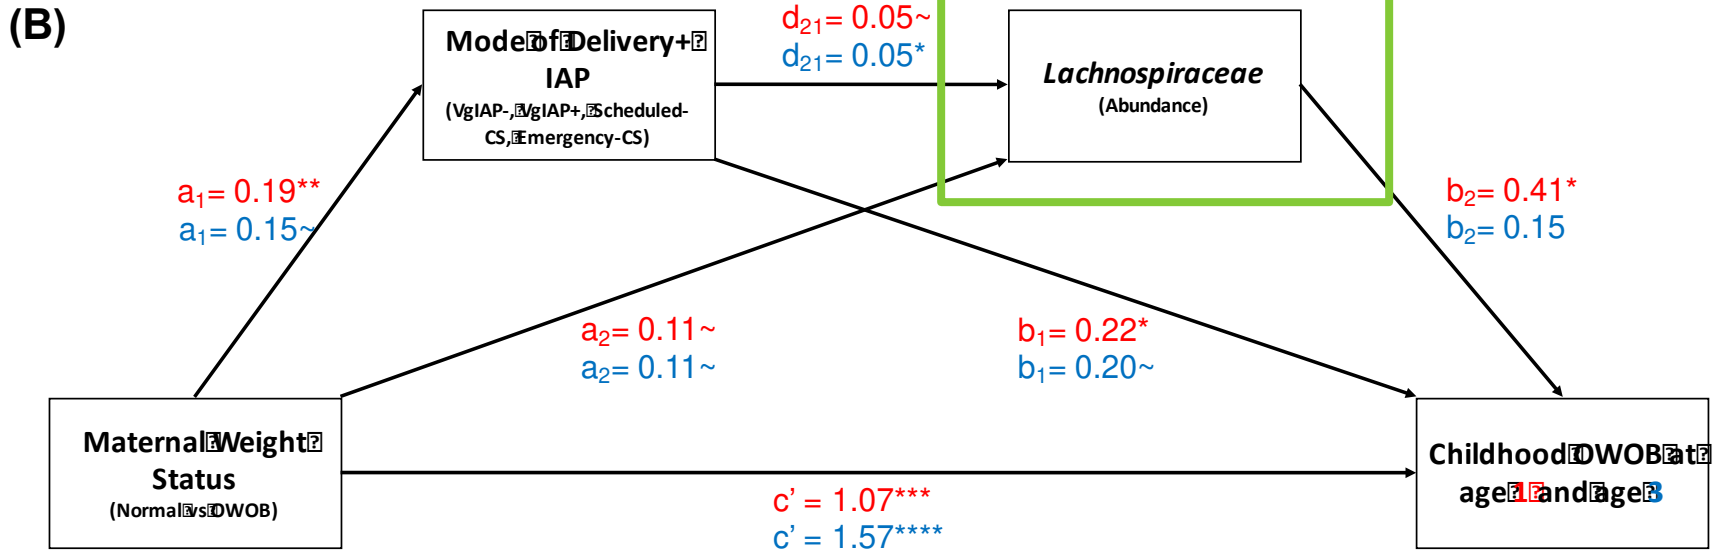 (B)
Mode of Delivery+
IAP
(VgIAP-, VgIAP+, Scheduled-
CS, Emergency-CS)
d21= 0.05~
d21= 0.05*
Lachnospiraceae
(Abundance)
a1= 0.19**
a1= 0.15~
b2= 0.41*
b2= 0.15
a2= 0.11~
a2= 0.11~
b1= 0.22*
b1= 0.20~
Maternal Weight
Status
(Normal vs OWOB)
c’ = 1.07***
c’ = 1.57****
Childhood OWOB at
age 1 and age 3